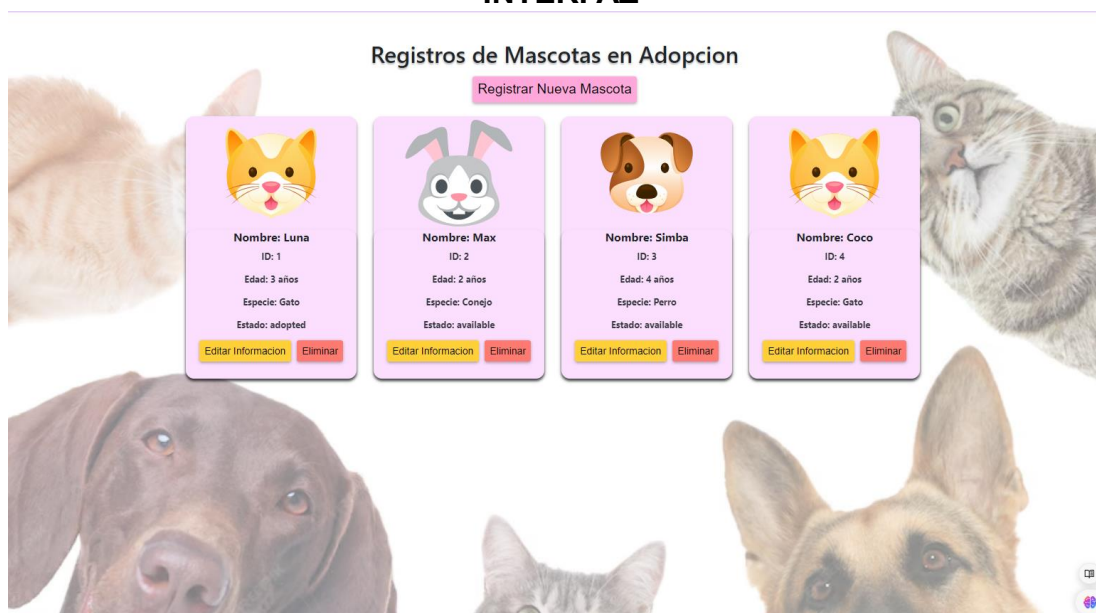 INTERFAZ
Registros de Mascotas en Adopcion
Registrar Nueva Mascota
Nombre: Luna
ID: 1
Edad: 3 años
Especie: Gato
Estado: adopted
Editar Informacion Eliminar
Nombre: Max
ID: 2
Edad: 2 años
Especie: Conejo
Estado: available
Editar Informacion Eliminar
Nombre: Simba
ID: 3
Edad: 4 años
Especie: Perro
Estado: available
Editar Informacion Eliminar
Nombre: Coco
ID: 4
Edad: 2 años
Especie: Gato
Estado: available
Editar Informacion Eliminar